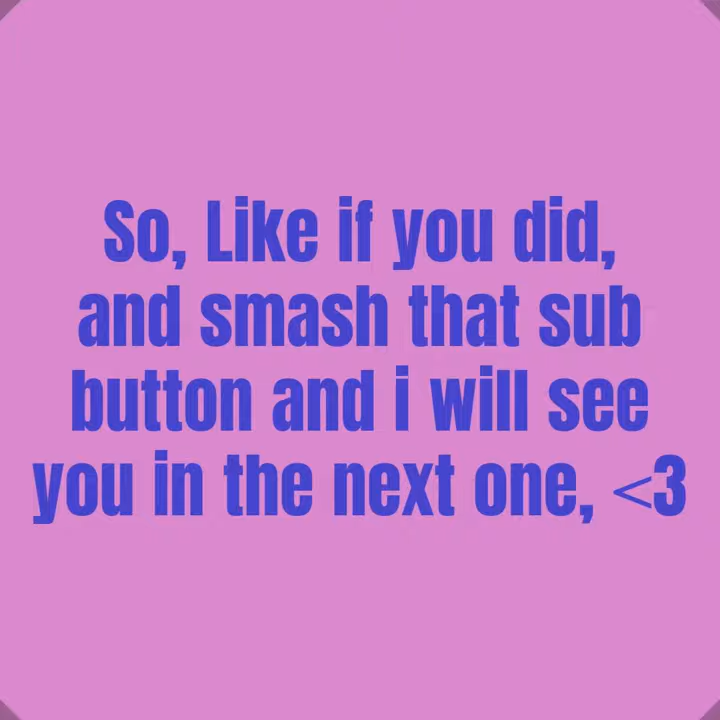 So, Like if you did,
and smash that sub
button and i will see
you in the next one, <3